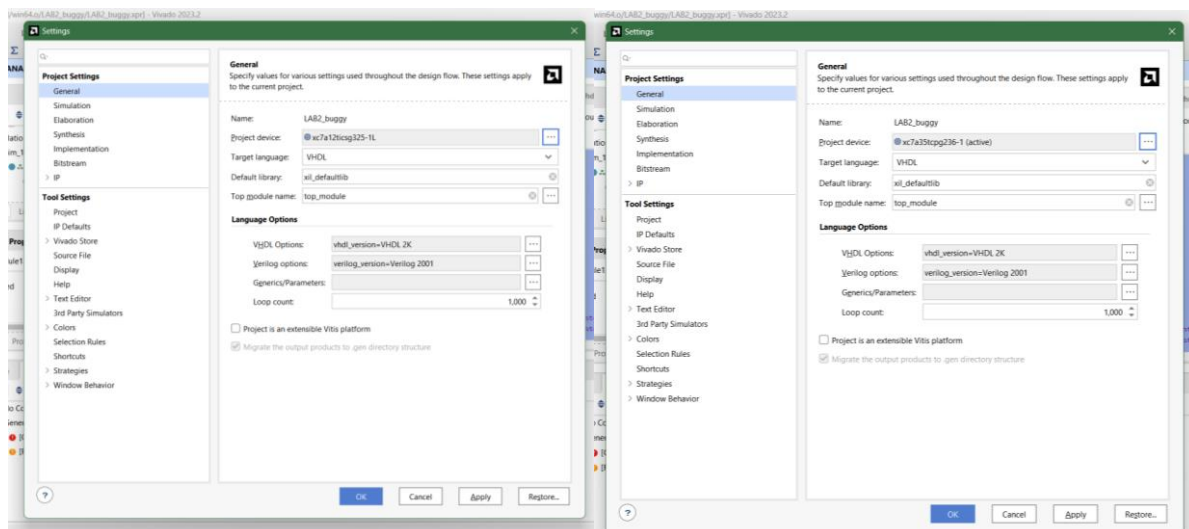 /win64.o/LAB2_buggy/LAB2_buggy.xpr] - Vivado 2023.2
Settings
Q-
Project Settings
General
Simulation
Elaboration
Synthesis
Implementation
Bitstream
> IP
Tool Settings
Project
IP Defaults
> Vivado Store
Source File
Display
Help
> Text Editor
3rd Party Simulators
> Colors
Selection Rules
Shortcuts
> Strategies
> Window Behavior
General
Specify values for various settings used throughout the design flow. These settings apply
to the current project.
Name: LAB2_buggy
Project device: xc7a12ticsg325-1L
Target language: VHDL
Default library: xil_defaultlib
Top module name: top_module
Language Options
VHDL Options: vhdl_version=VHDL 2K
Verilog options: verilog_version=Verilog 2001
Generics/Parameters:
Loop count: 1,000
Project is an extensible Vitis platform
Migrate the output products to .gen directory structure
?
OK Cancel Apply Restore...
win64.o/LAB2_buggy/LAB2_buggy.xpr] - Vivado 2023.2
Settings
Q-
Project Settings
General
Simulation
Elaboration
Synthesis
Implementation
Bitstream
> IP
Tool Settings
Project
IP Defaults
> Vivado Store
Source File
Display
Help
> Text Editor
3rd Party Simulators
> Colors
Selection Rules
Shortcuts
> Strategies
> Window Behavior
General
Specify values for various settings used throughout the design flow. These settings apply
to the current project.
Name: LAB2_buggy
Project device: xc7a35tcpg236-1 (active)
Target language: VHDL
Default library: xil_defaultlib
Top module name: top_module
Language Options
VHDL Options: vhdl_version=VHDL 2K
Verilog options: verilog_version=Verilog 2001
Generics/Parameters:
Loop count: 1,000
Project is an extensible Vitis platform
Migrate the output products to .gen directory structure
?
OK Cancel Apply Restore...